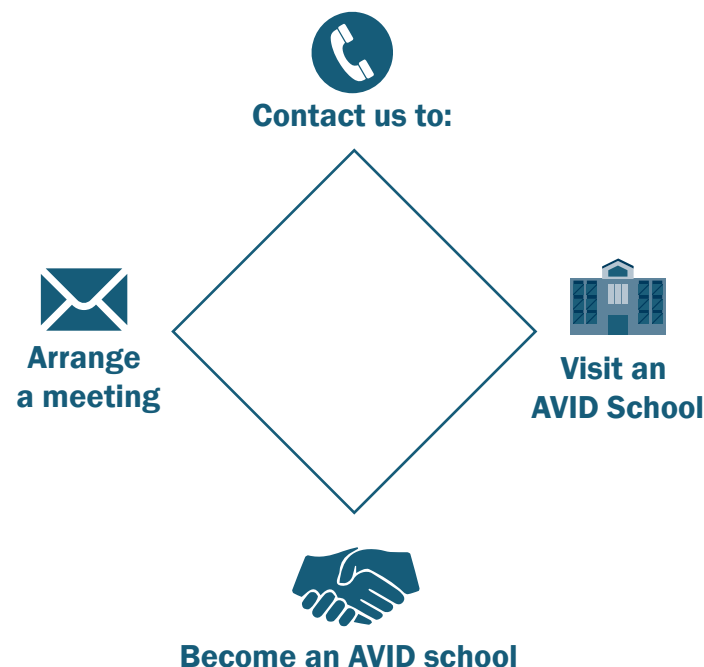 Contact us to:
Arrange
a meeting
Visit an
AVID School
Become an AVID school